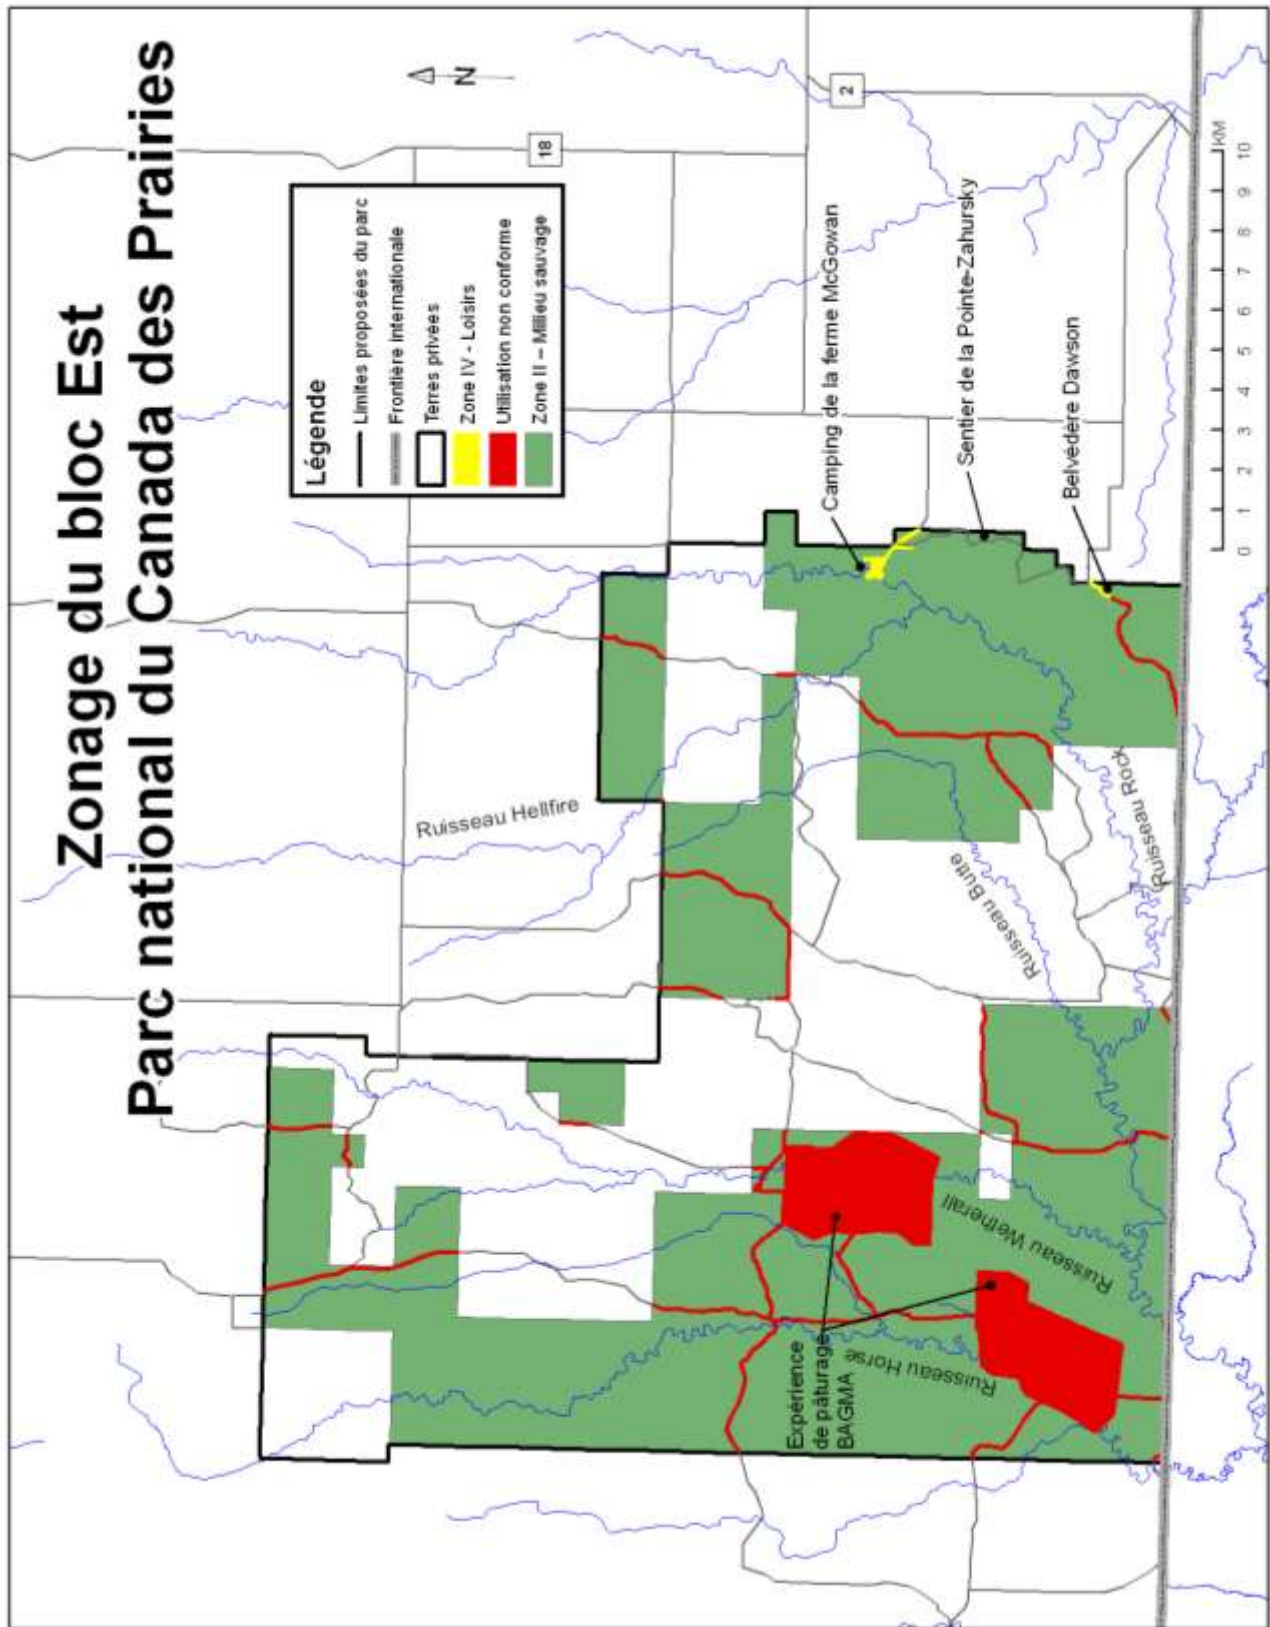 Zonage du bloc Est
Parc national du Canada des Prairies
N
18
2
Légende
Limites proposées du parc
Frontière internationale
Terres privées
Zone IV - Loisirs
Utilisation non conforme
Zone II – Milieu sauvage
Ruisseau Hellfire
Camping de la ferme McGowan
Sentier de la Pointe-Zahursky
Belvédère Dawson
Ruisseau Butte
Ruisseau Rock
Ruisseau Wetherall
Ruisseau Horse
Expérience
de pâturage
BAGMA
0 1 2 3 4 5 6 7 8 9 10
KM